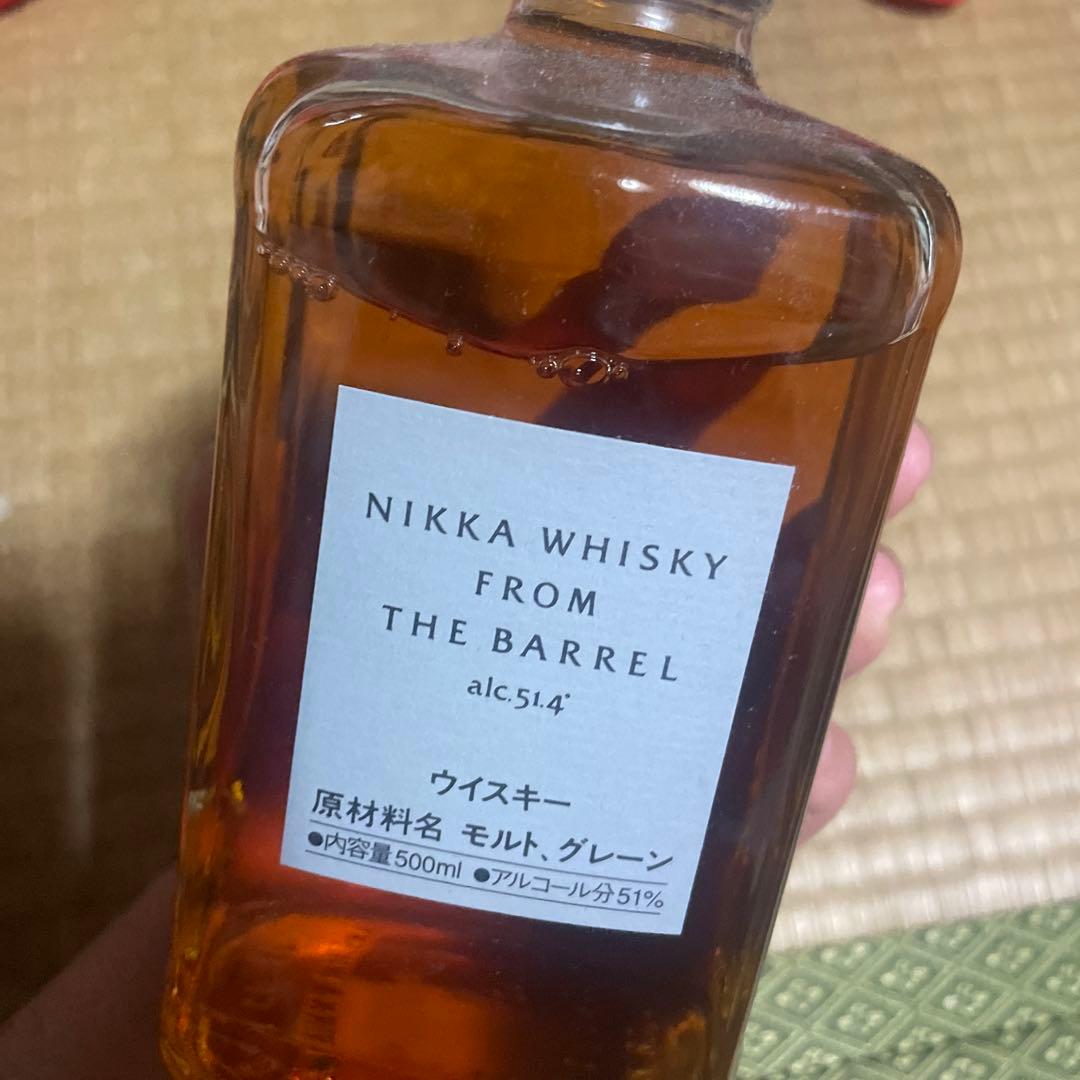 NIKKA WHISKY
FROM
THE BARREL
alc.51.4°
ウイスキー
原材料名 モルト、グレーン
●内容量500ml ●アルコール分51%